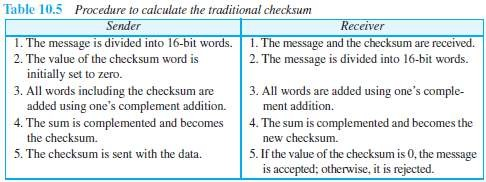 Table 10.5 Procedure to calculate the traditional checksum
Sender
1. The message is divided into 16-bit words.
2. The value of the checksum word is
initially set to zero.
3. All words including the checksum are
added using one's complement addition.
4. The sum is complemented and becomes
the checksum.
5. The checksum is sent with the data.
Receiver
1. The message and the checksum are received.
2. The message is divided into 16-bit words.
3. All words are added using one's comple-
ment addition.
4. The sum is complemented and becomes the
new checksum.
5. If the value of the checksum is 0, the message
is accepted; otherwise, it is rejected.